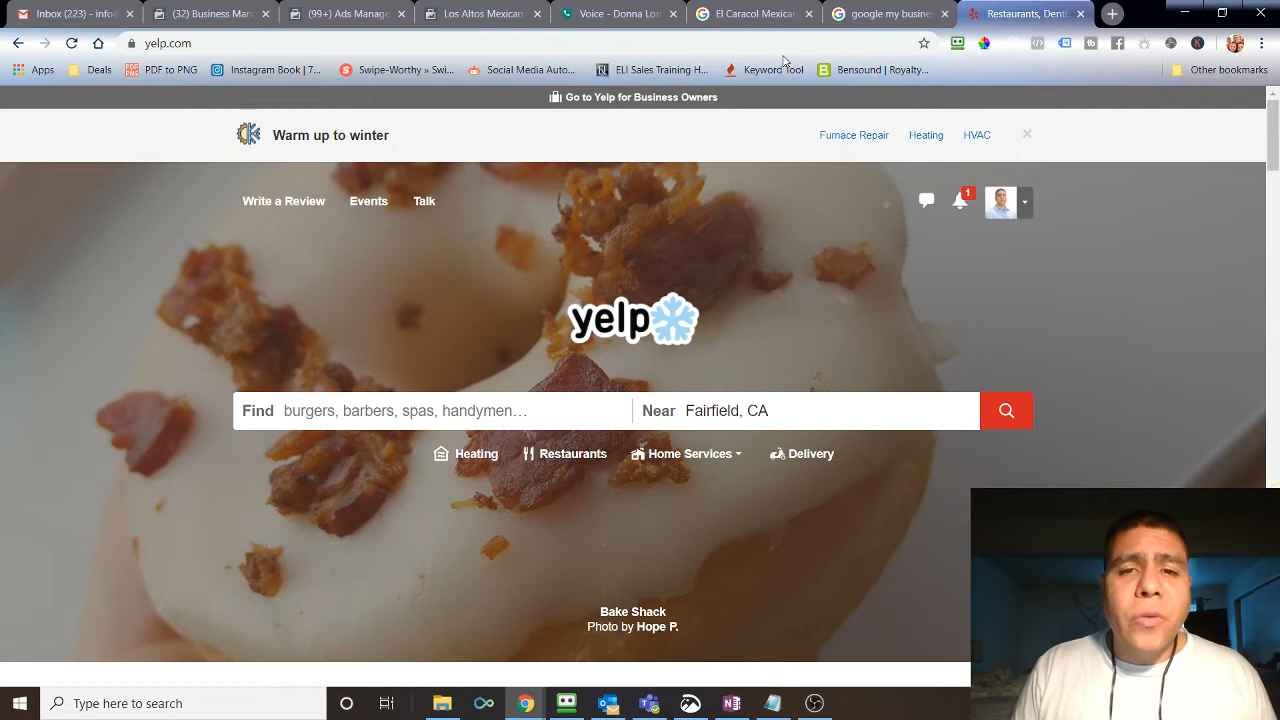 Inbox (223) - info@
(32) Business Man
(99+) Ads Manage
Los Altos Mexican
Voice - Donna Lor
El Caracol Mexican
google my busine
Restaurants, Denti
yelp.com
Apps
Deals
PDF to PNG
Instagram Book | 7...
Swipe-Worthy » Swi...
Social Media Auto...
ELI Sales Training H...
Keyword Tool
Bensound | Royalty...
Other bookmarks
Go to Yelp for Business Owners
Warm up to winter
Furnace Repair
Heating
HVAC
Write a Review
Events
Talk
1
yelp
Find burgers, barbers, spas, handymen…
Near Fairfield, CA
Heating
Restaurants
Home Services
Delivery
Bake Shack
Photo by Hope P.
Type here to search